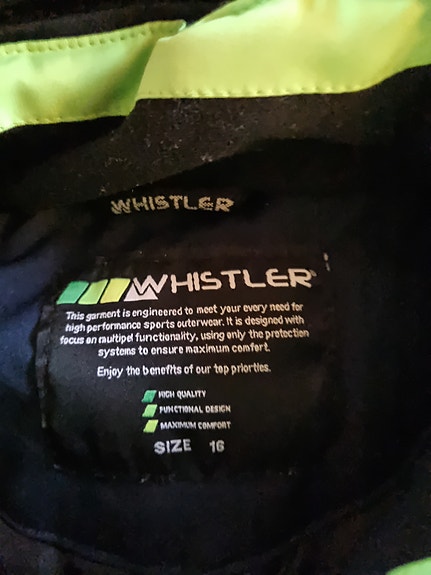 WHISTLER
WHISTLER®
This garment is engineered to meet your every need for
high performance sports outerwear. It is designed with
focus on multipel functionality, using only the protection
systems to ensure maximum comfort.
Enjoy the benefits of our top priorties.
HIGH QUALITY
FUNCTIONAL DESIGN
MAXIMUM COMFORT
SIZE 16